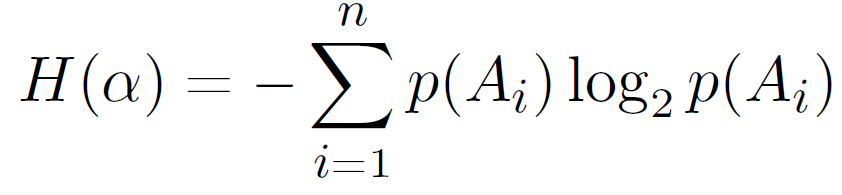 H(α) = − ∑_{i=1}^{n} p(A_i) log_2 p(A_i)